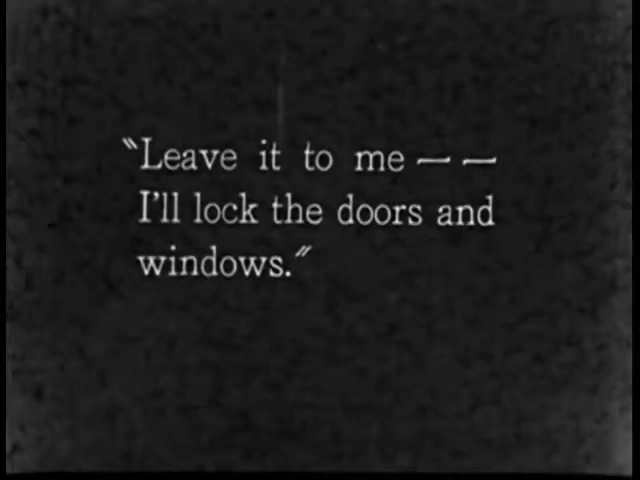 "Leave it to me — —
I'll lock the doors and
windows."